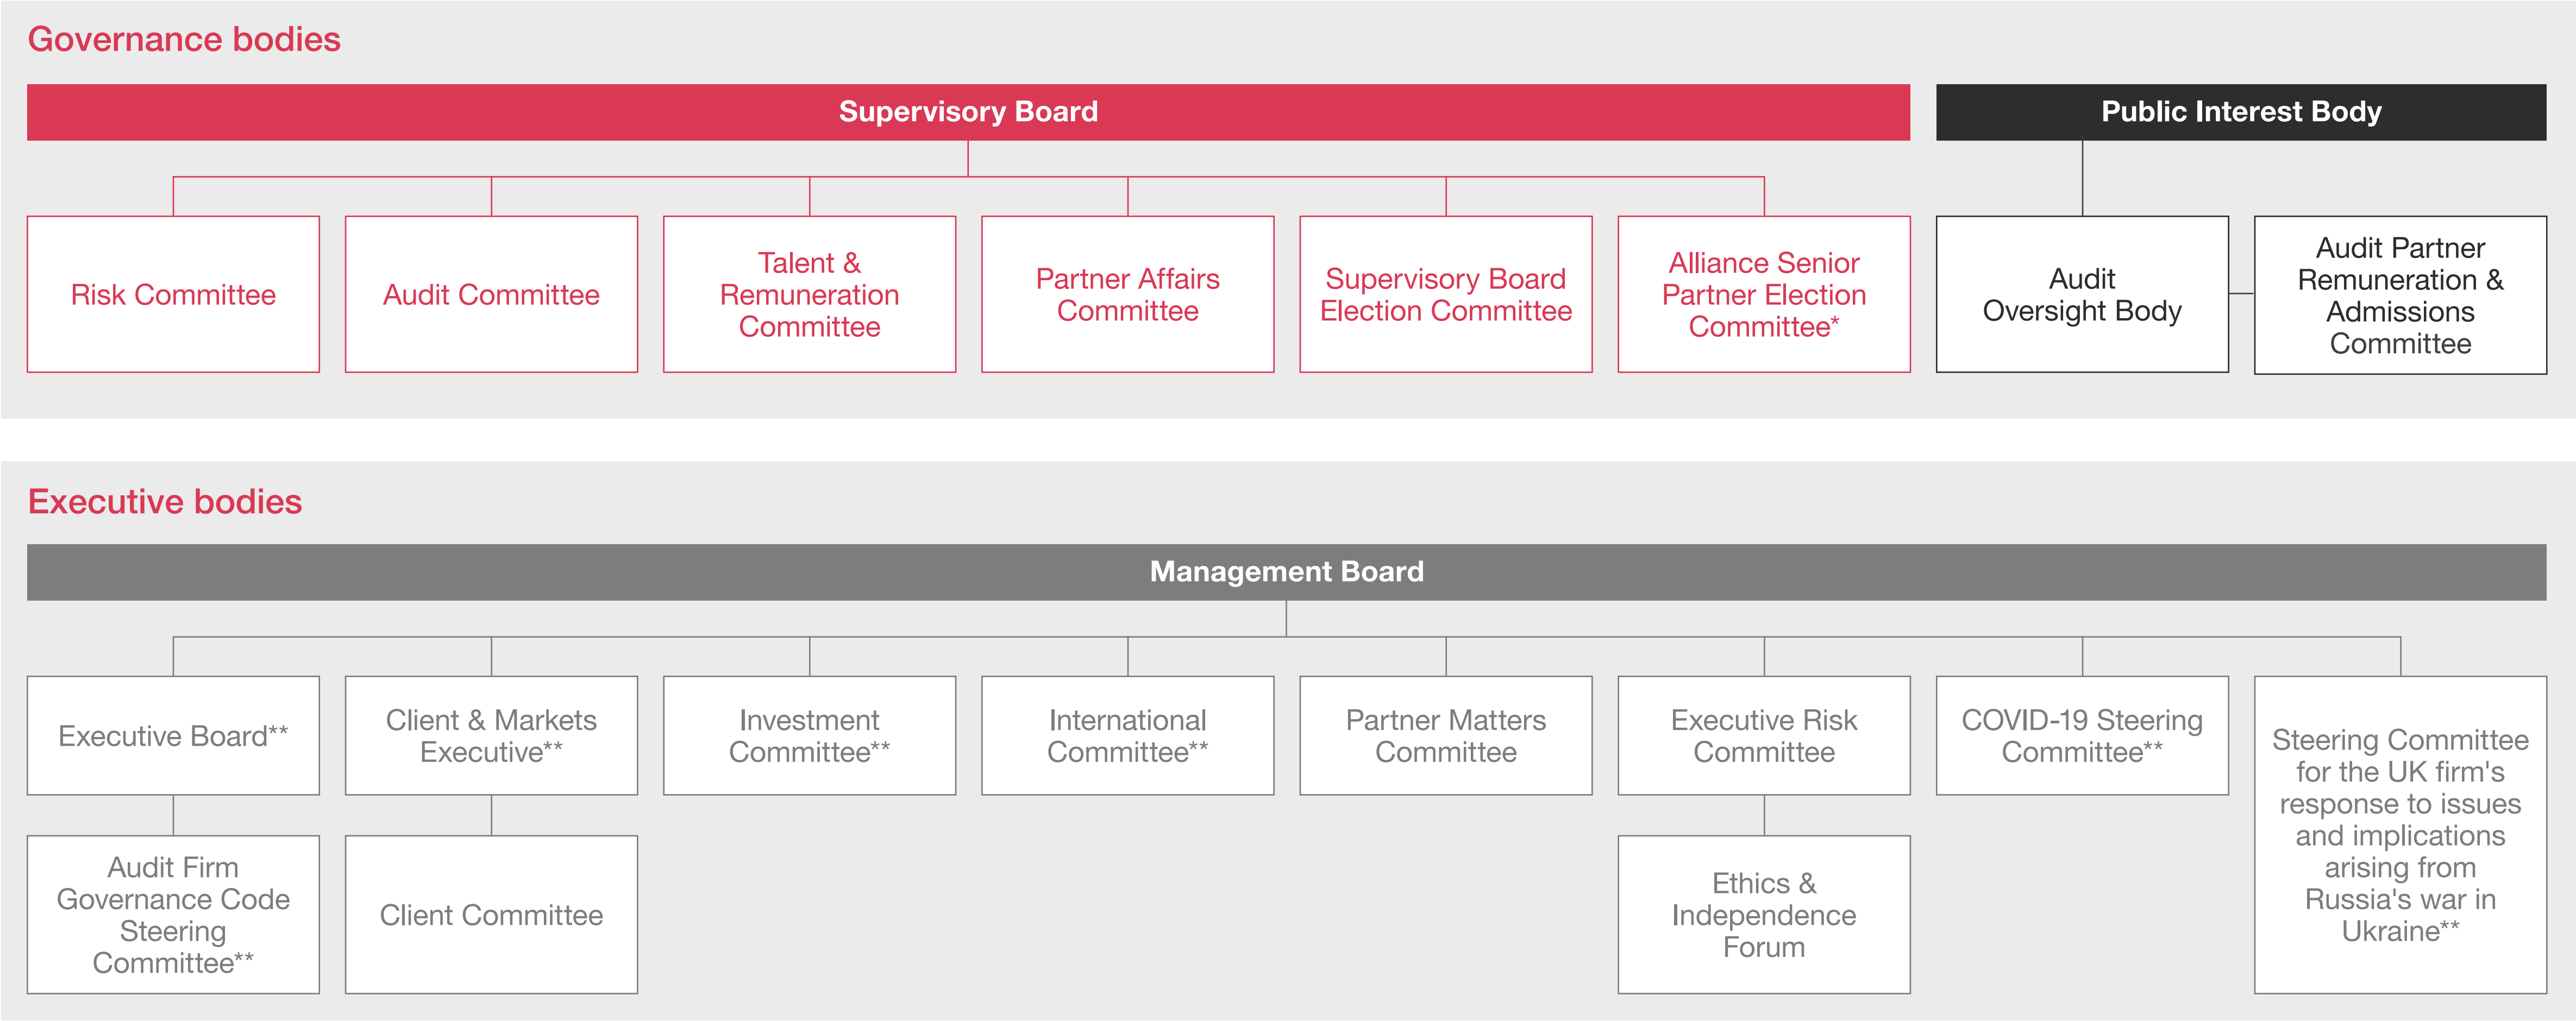 Governance bodies
Supervisory Board
Public Interest Body
Risk Committee
Audit Committee
Talent &
Remuneration
Committee
Partner Affairs
Committee
Supervisory Board
Election Committee
Alliance Senior
Partner Election
Committee*
Audit
Oversight Body
Audit Partner
Remuneration &
Admissions
Committee
Executive bodies
Management Board
Executive Board**
Client & Markets
Executive**
Investment
Committee**
International
Committee**
Partner Matters
Committee
Executive Risk
Committee
COVID-19 Steering
Committee**
Steering Committee
for the UK firm's
response to issues
and implications
arising from
Russia's war in
Ukraine**
Audit Firm
Governance Code
Steering
Committee**
Client Committee
Ethics &
Independence
Forum